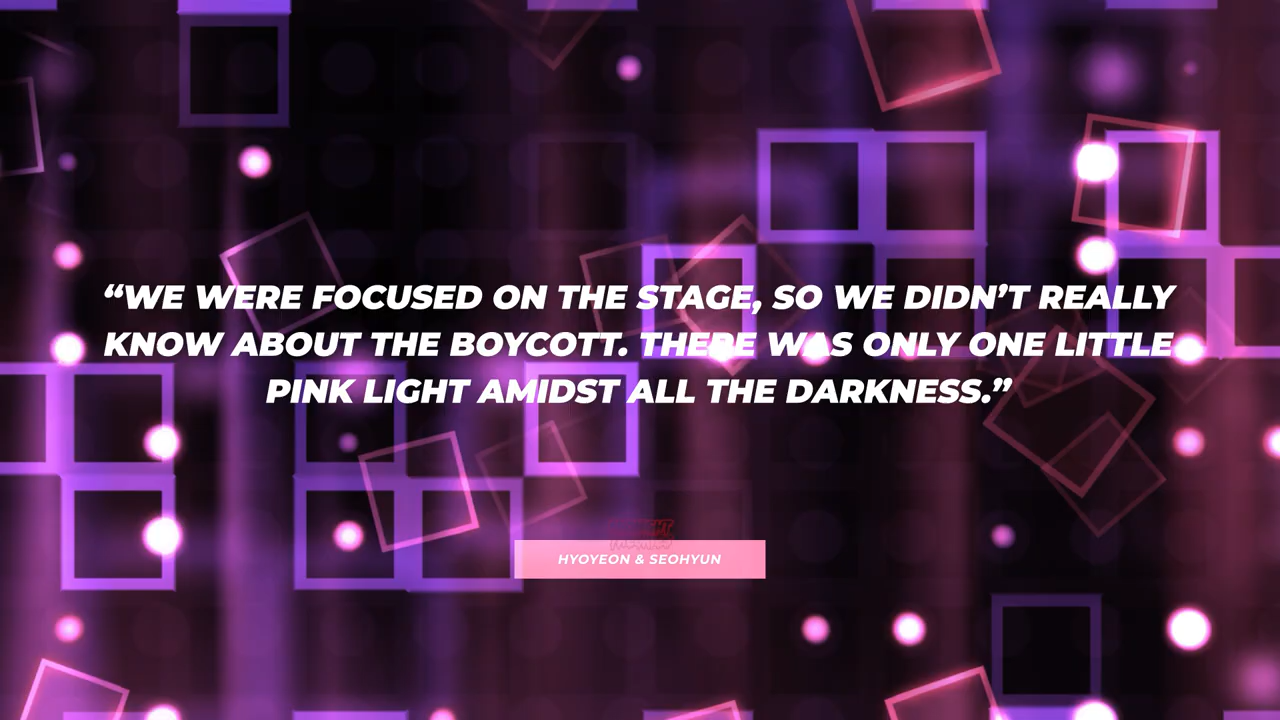 “WE WERE FOCUSED ON THE STAGE, SO WE DIDN’T REALLY
KNOW ABOUT THE BOYCOTT. THERE WAS ONLY ONE LITTLE
PINK LIGHT AMIDST ALL THE DARKNESS.”
HYOYEON & SEOHYUN